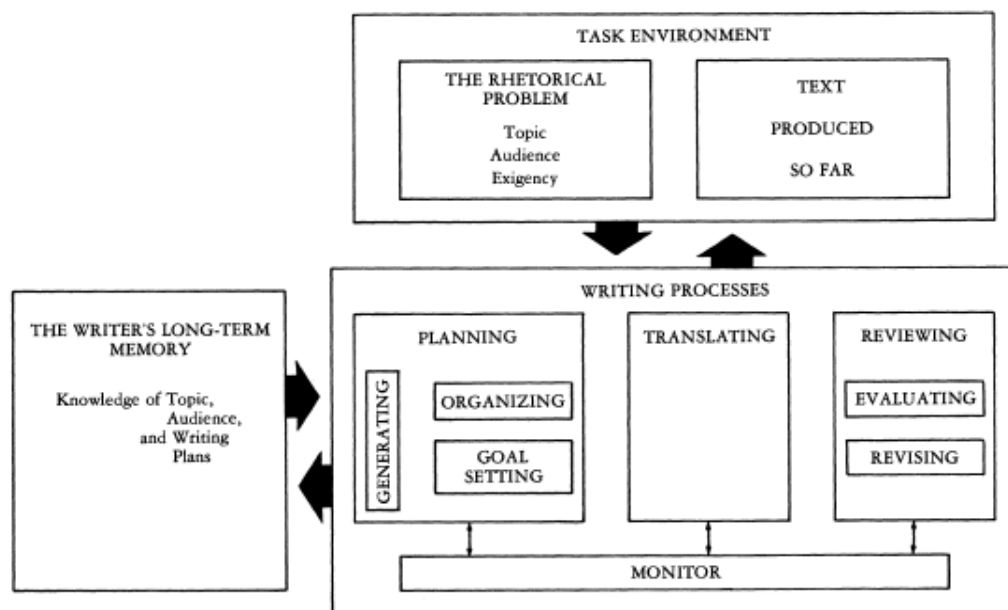 TASK ENVIRONMENT
THE RHETORICAL
PROBLEM
Topic
Audience
Exigency
TEXT
PRODUCED
SO FAR
WRITING PROCESSES
THE WRITER'S LONG-TERM
MEMORY
Knowledge of Topic,
Audience,
and Writing
Plans
PLANNING
GENERATING
ORGANIZING
GOAL
SETTING
TRANSLATING
REVIEWING
EVALUATING
REVISING
MONITOR